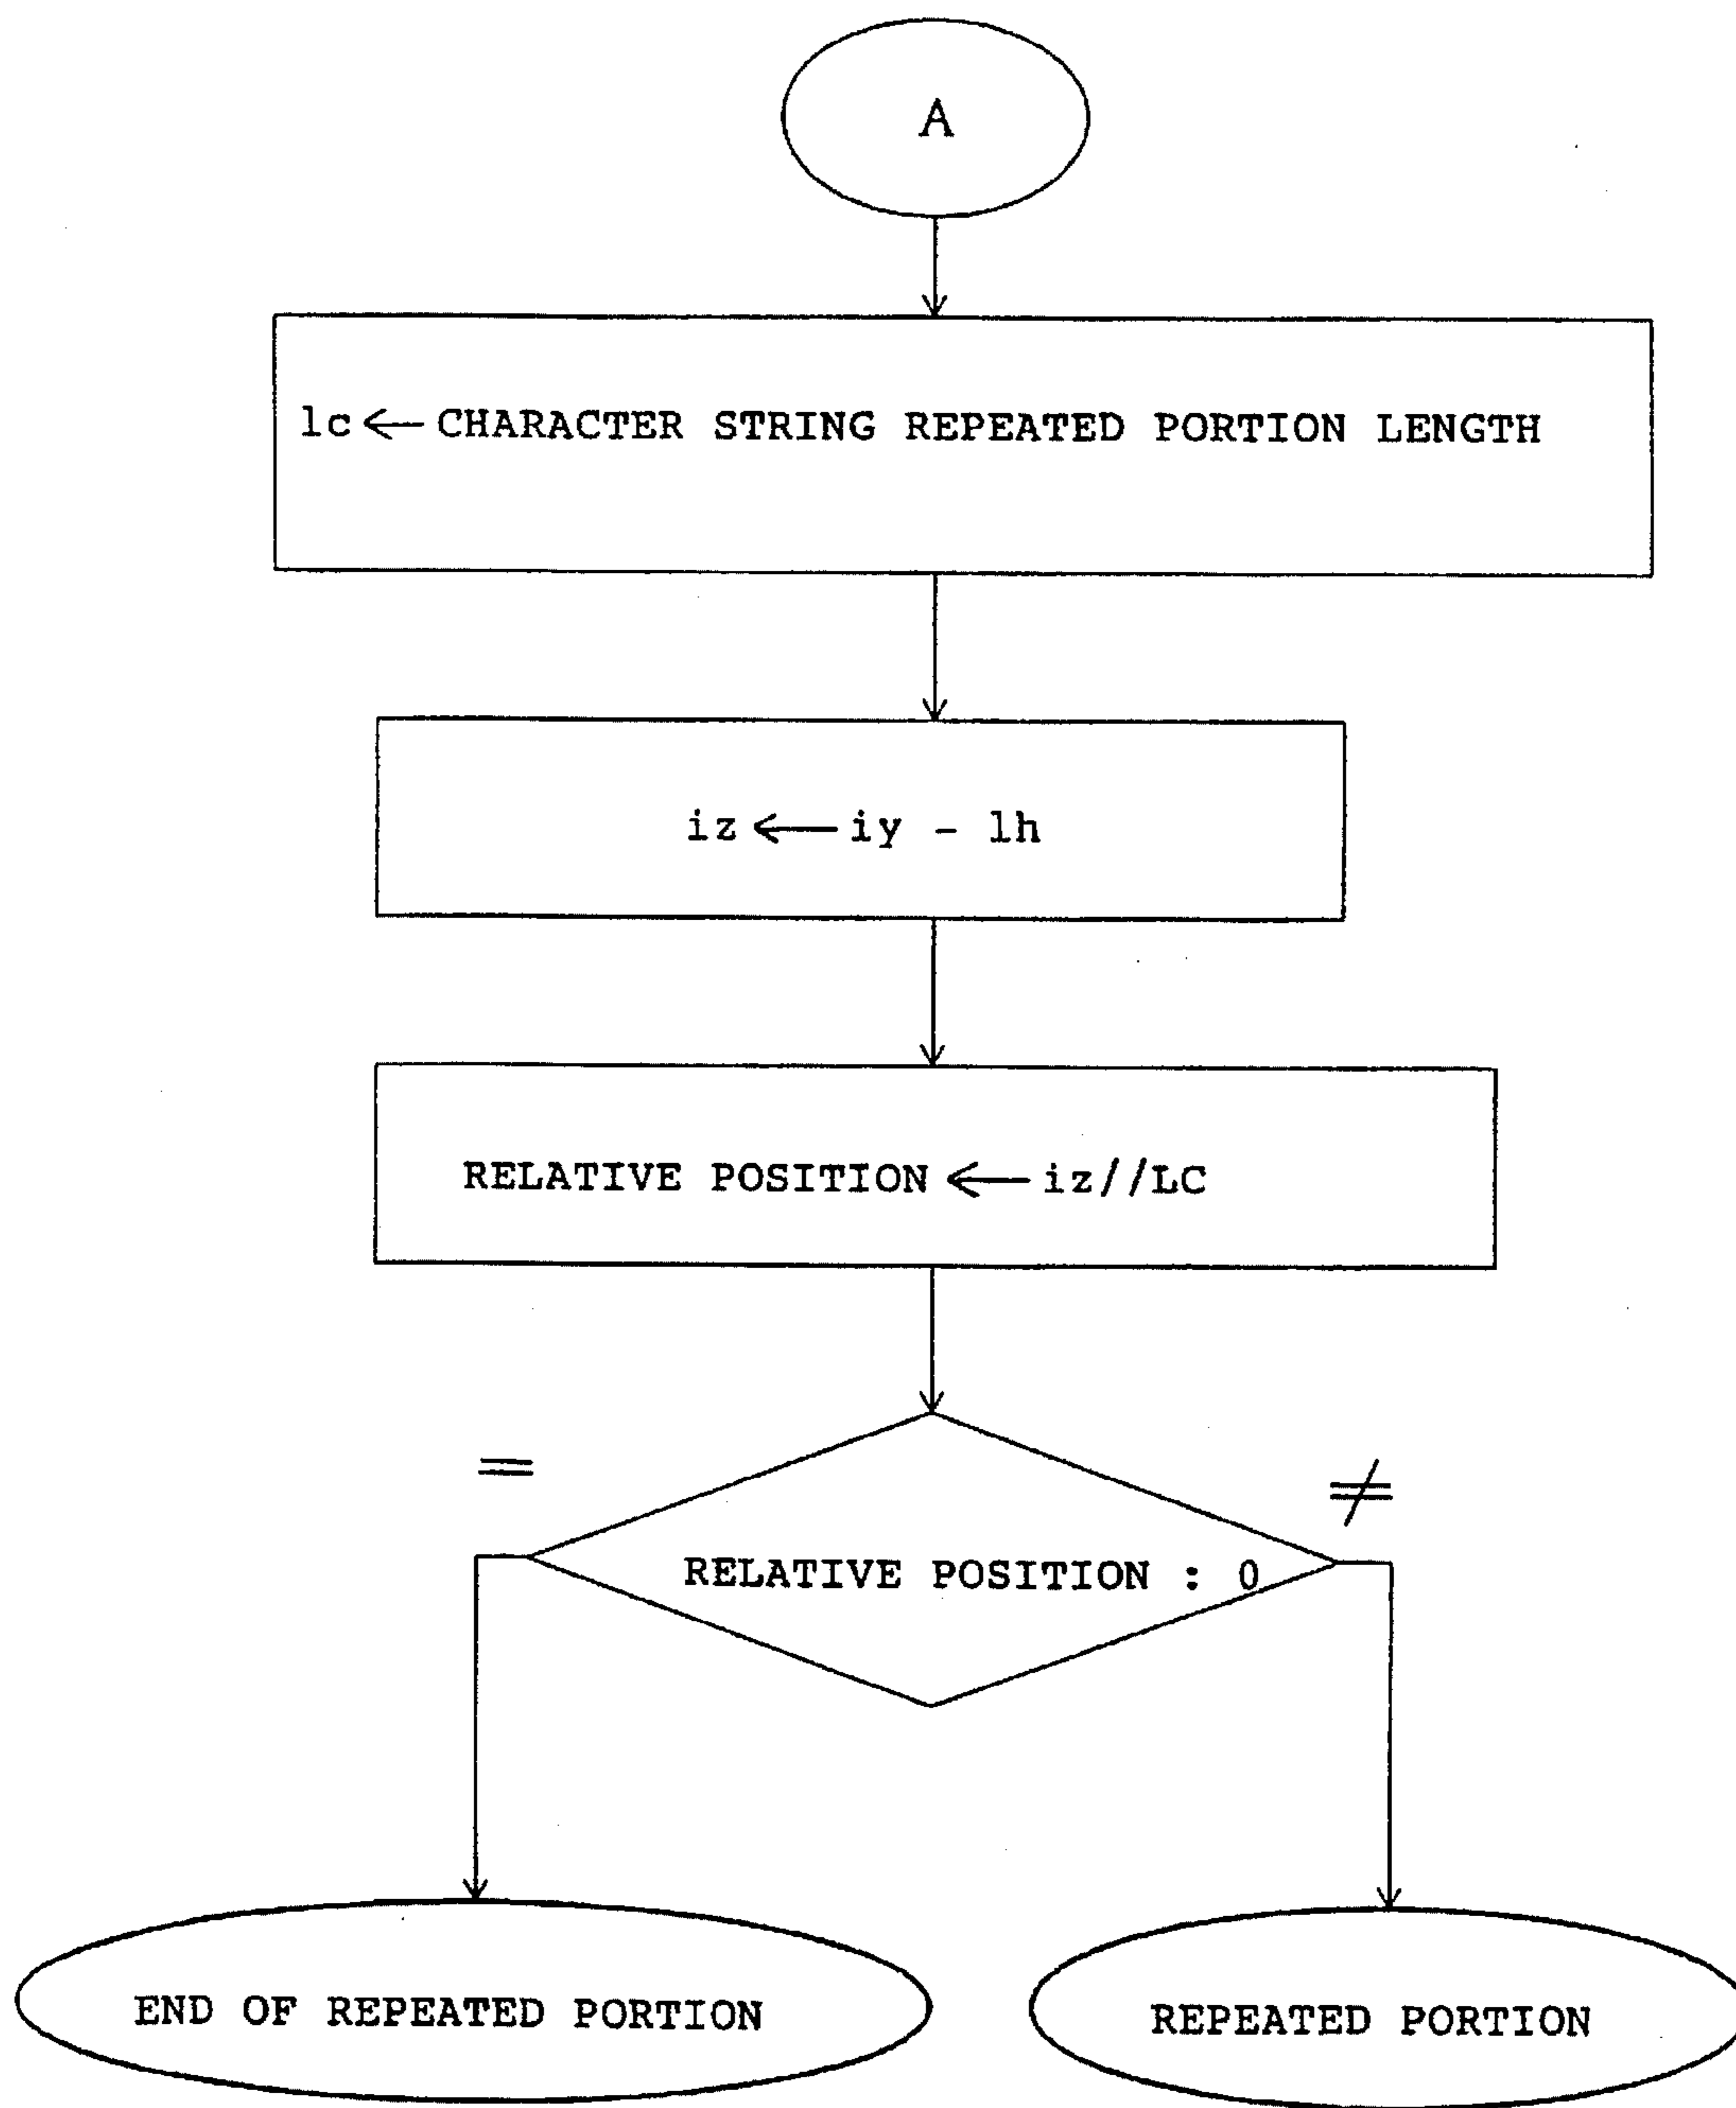 A
lc ← CHARACTER STRING REPEATED PORTION LENGTH
iz ← iy - lh
RELATIVE POSITION ← iz//LC
= ≠
RELATIVE POSITION : 0
END OF REPEATED PORTION
REPEATED PORTION